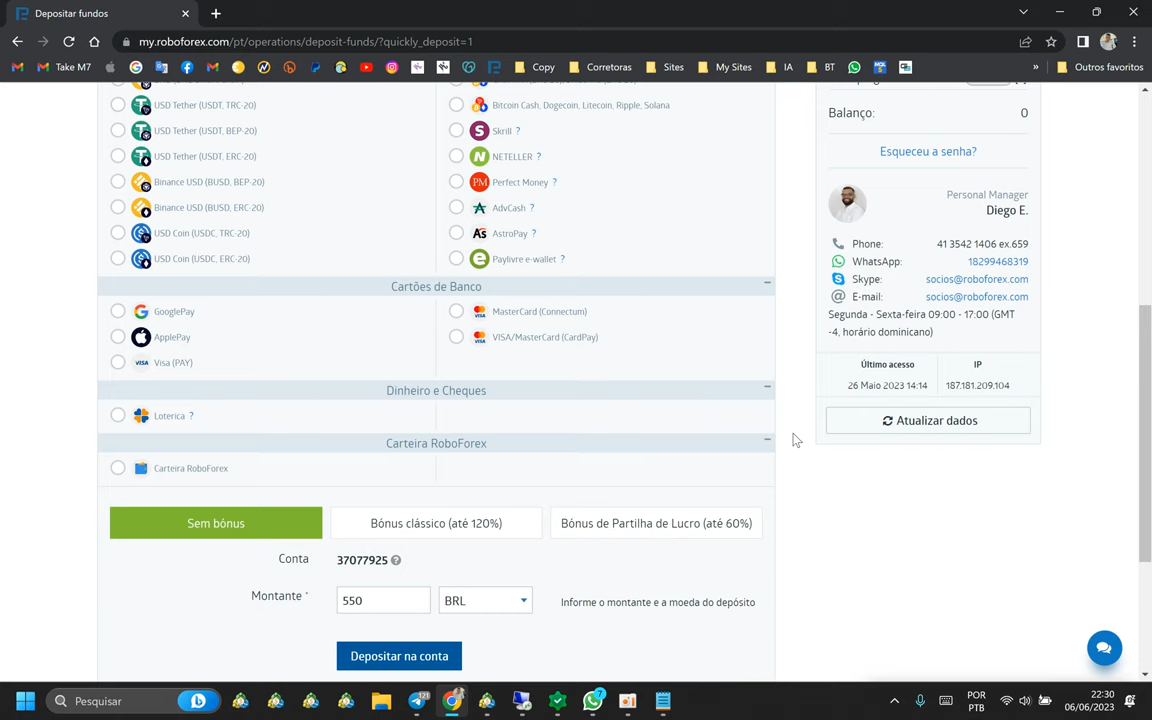 Depositar fundos
my.roboforex.com/pt/operations/deposit-funds/?quickly_deposit=1
Take M7
Copy
Corretoras
Sites
My Sites
IA
BT
Outros favoritos
USD Tether (USDT, TRC-20)
Bitcoin Cash, Dogecoin, Litecoin, Ripple, Solana
USD Tether (USDT, BEP-20)
Skrill ?
USD Tether (USDT, ERC-20)
NETELLER ?
Binance USD (BUSD, BEP-20)
PM Perfect Money ?
Binance USD (BUSD, ERC-20)
AdvCash ?
USD Coin (USDC, TRC-20)
As AstroPay ?
USD Coin (USDC, ERC-20)
Paylivre e-wallet ?
Cartões de Banco
GooglePay
MasterCard (Connectum)
ApplePay
VISA/MasterCard (CardPay)
VISA Visa (PAY)
Dinheiro e Cheques
Loterica ?
Carteira RoboForex
Carteira RoboForex
Sem bónus
Bónus clássico (até 120%)
Bónus de Partilha de Lucro (até 60%)
Conta
37077925
Montante *
550
BRL
Informe o montante e a moeda do depósito
Depositar na conta
Balanço:
0
Esqueceu a senha?
Personal Manager
Diego E.
Phone:
41 3542 1406 ex.659
WhatsApp:
18299468319
Skype:
socios@roboforex.com
E-mail:
socios@roboforex.com
Segunda - Sexta-feira 09:00 - 17:00 (GMT
-4, horário dominicano)
Último acesso
IP
26 Maio 2023 14:14
187.181.209.104
Atualizar dados
Pesquisar
121
7
POR
PTB
22:30
06/06/2023